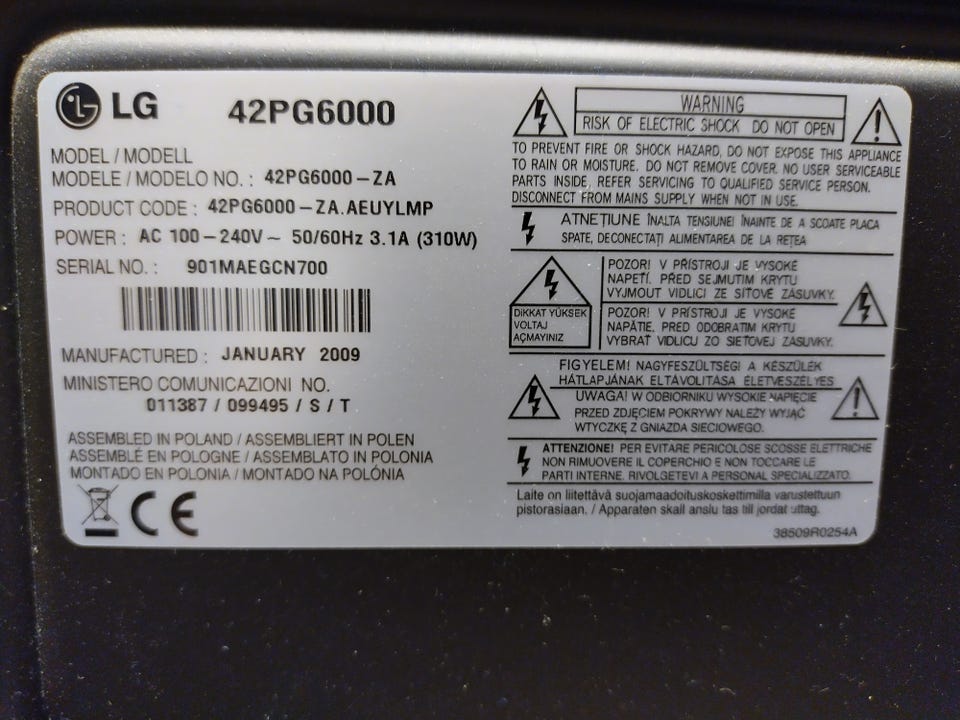 LG 42PG6000
MODEL / MODELL
MODELE / MODELO NO. : 42PG6000-ZA
PRODUCT CODE : 42PG6000-ZA.AEUYLMP
POWER : AC 100-240V~ 50/60Hz 3.1A (310W)
SERIAL NO. : 901MAEGCN700
MANUFACTURED : JANUARY 2009
MINISTERO COMUNICAZIONI NO.
011387 / 099495 / S / T
ASSEMBLED IN POLAND / ASSEMBLIERT IN POLEN
ASSEMBLÉ EN POLOGNE / ASSEMBLATO IN POLONIA
MONTADO EN POLONIA / MONTADO NA POLÓNIA
CE
WARNING
RISK OF ELECTRIC SHOCK DO NOT OPEN
TO PREVENT FIRE OR SHOCK HAZARD, DO NOT EXPOSE THIS APPLIANCE
TO RAIN OR MOISTURE. DO NOT REMOVE COVER. NO USER SERVICEABLE
PARTS INSIDE, REFER SERVICING TO QUALIFIED SERVICE PERSON.
DISCONNECT FROM MAINS SUPPLY WHEN NOT IN USE.
ATNEȚIUNE ÎNALTA TENSIUNE! ÎNAINTE DE A SCOATE PLACA
SPATE, DECONECTAȚI ALIMENTAREA DE LA REȚEA
DİKKAT YÜKSEK
VOLTAJ
AÇMAYINIZ
POZOR! V PŘÍSTROJI JE VYSOKÉ
NAPĚTÍ. PŘED SEJMUTIM KRYTU
VYJMOUT VIDLICI ZE SÍŤOVÉ ZÁSUVKY.
POZOR! V PRÍSTROJI JE VYSOKÉ
NAPÄTIE. PRED ODOBRATIM KRYTU
VYBRAŤ VIDLICU ZO SIEŤOVEJ ZÁSUVKY.
FIGYELEM! NAGYFESZÜLTSÉG! A KÉSZÜLÉK
HÁTLAPJÁNAK ELTÁVOLITÁSA ÉLETVESZÉLYES
UWAGA! W ODBIORNIKU WYSOKIE NAPIĘCIE
PRZED ZDJĘCIEM POKRYWY NALEŻY WYJĄĆ
WTYCZKĘ Z GNIAZDA SIECIOWEGO.
ATTENZIONE! PER EVITARE PERICOLOSE SCOSSE ELETTRICHE
NON RIMUOVERE IL COPERCHIO E NON TOCCARE LE
PARTI INTERNE. RIVOLGETEVI A PERSONAL SPECIALIZZATO.
Laite on liitettävä suojamaadoituskoskettimilla varustettuun
pistorasiaan. / Apparaten skall anslutas till jordat uttag.
38509R0254A